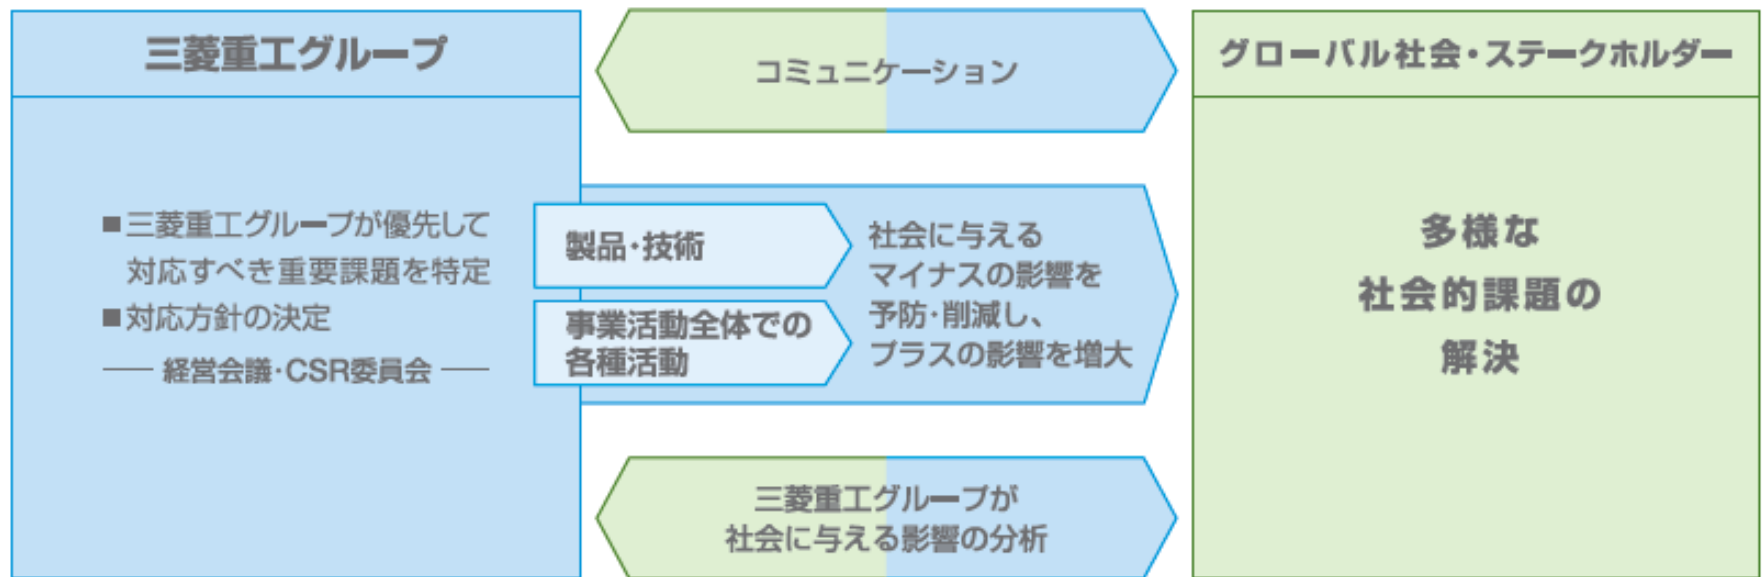 三菱重工グループ
■三菱重工グループが優先して
対応すべき重要課題を特定
■対応方針の決定
── 経営会議・CSR委員会 ──
コミュニケーション
製品・技術
事業活動全体での
各種活動
社会に与える
マイナスの影響を
予防・削減し、
プラスの影響を増大
三菱重工グループが
社会に与える影響の分析
グローバル社会・ステークホルダー
多様な
社会的課題の
解決